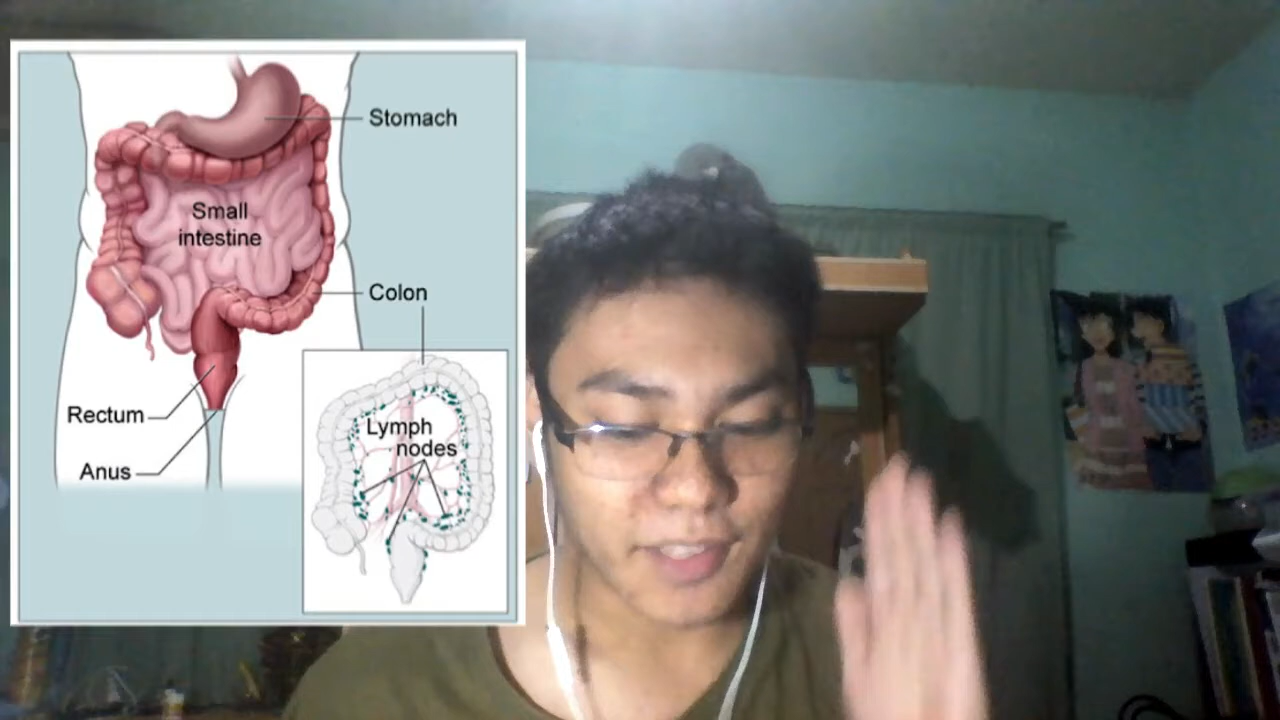 Stomach
Small
intestine
Colon
Lymph
nodes
Rectum
Anus